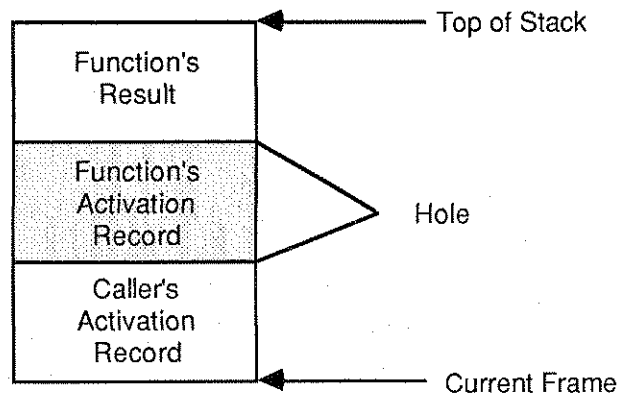 Top of Stack
Function's
Result
Function's
Activation
Record
Hole
Caller's
Activation
Record
Current Frame